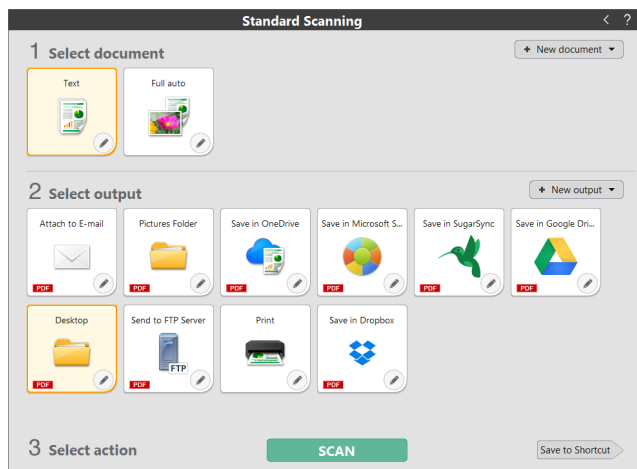 Standard Scanning < ?
1 Select document
+ New document
Text
Full auto
2 Select output
+ New output
Attach to E-mail
Pictures Folder
Save in OneDrive
Save in Microsoft S...
Save in SugarSync
Save in Google Dri...
PDF
PDF
PDF
PDF
PDF
PDF
Desktop
Send to FTP Server
Print
Save in Dropbox
FTP
PDF
PDF
PDF
3 Select action
SCAN
Save to Shortcut